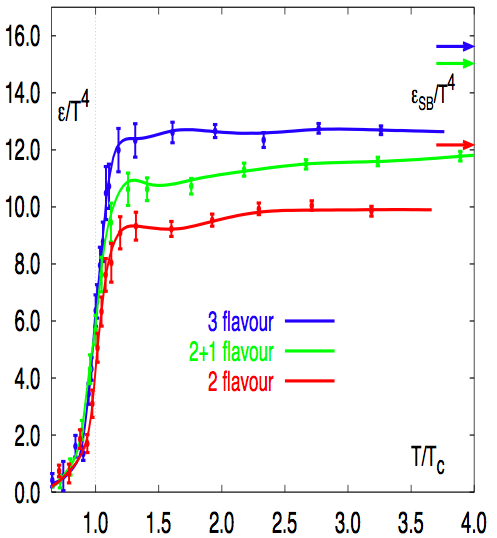 16.0
14.0
12.0
10.0
8.0
6.0
4.0
2.0
0.0
ε/T⁴
ε_SB/T⁴
3 flavour
2+1 flavour
2 flavour
T/T_c
1.0 1.5 2.0 2.5 3.0 3.5 4.0